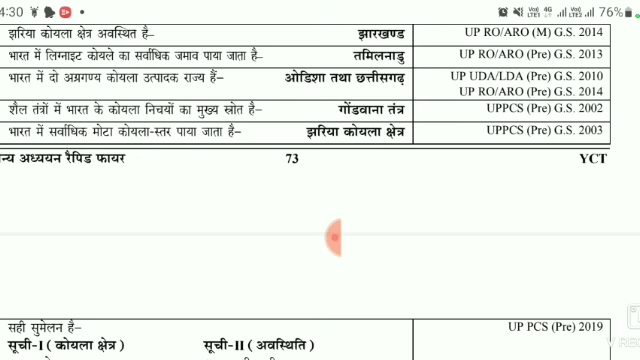 4:30 76%
झरिया कोयला क्षेत्र अवस्थित है– झारखण्ड UP RO/ARO (M) G.S. 2014
भारत में लिग्नाइट कोयले का सर्वाधिक जमाव पाया जाता है– तमिलनाडु UP RO/ARO (Pre) G.S. 2013
भारत में दो अग्रगण्य कोयला उत्पादक राज्य हैं– ओडिशा तथा छत्तीसगढ़ UP UDA/LDA (Pre) G.S. 2010
UP RO/ARO (Pre) G.S. 2014
शैल तंत्रों में भारत के कोयला निचयों का मुख्य स्रोत है– गोंडवाना तंत्र UPPCS (Pre) G.S. 2002
भारत में सर्वाधिक मोटा कोयला-स्तर पाया जाता है– झरिया कोयला क्षेत्र UPPCS (Pre) G.S. 2003
न्य अध्ययन रैपिड फायर 73 YCT
सही सुमेलन है– UP PCS (Pre) 2019
सूची-I ( कोयला क्षेत्र ) सूची-II ( अवस्थिति )